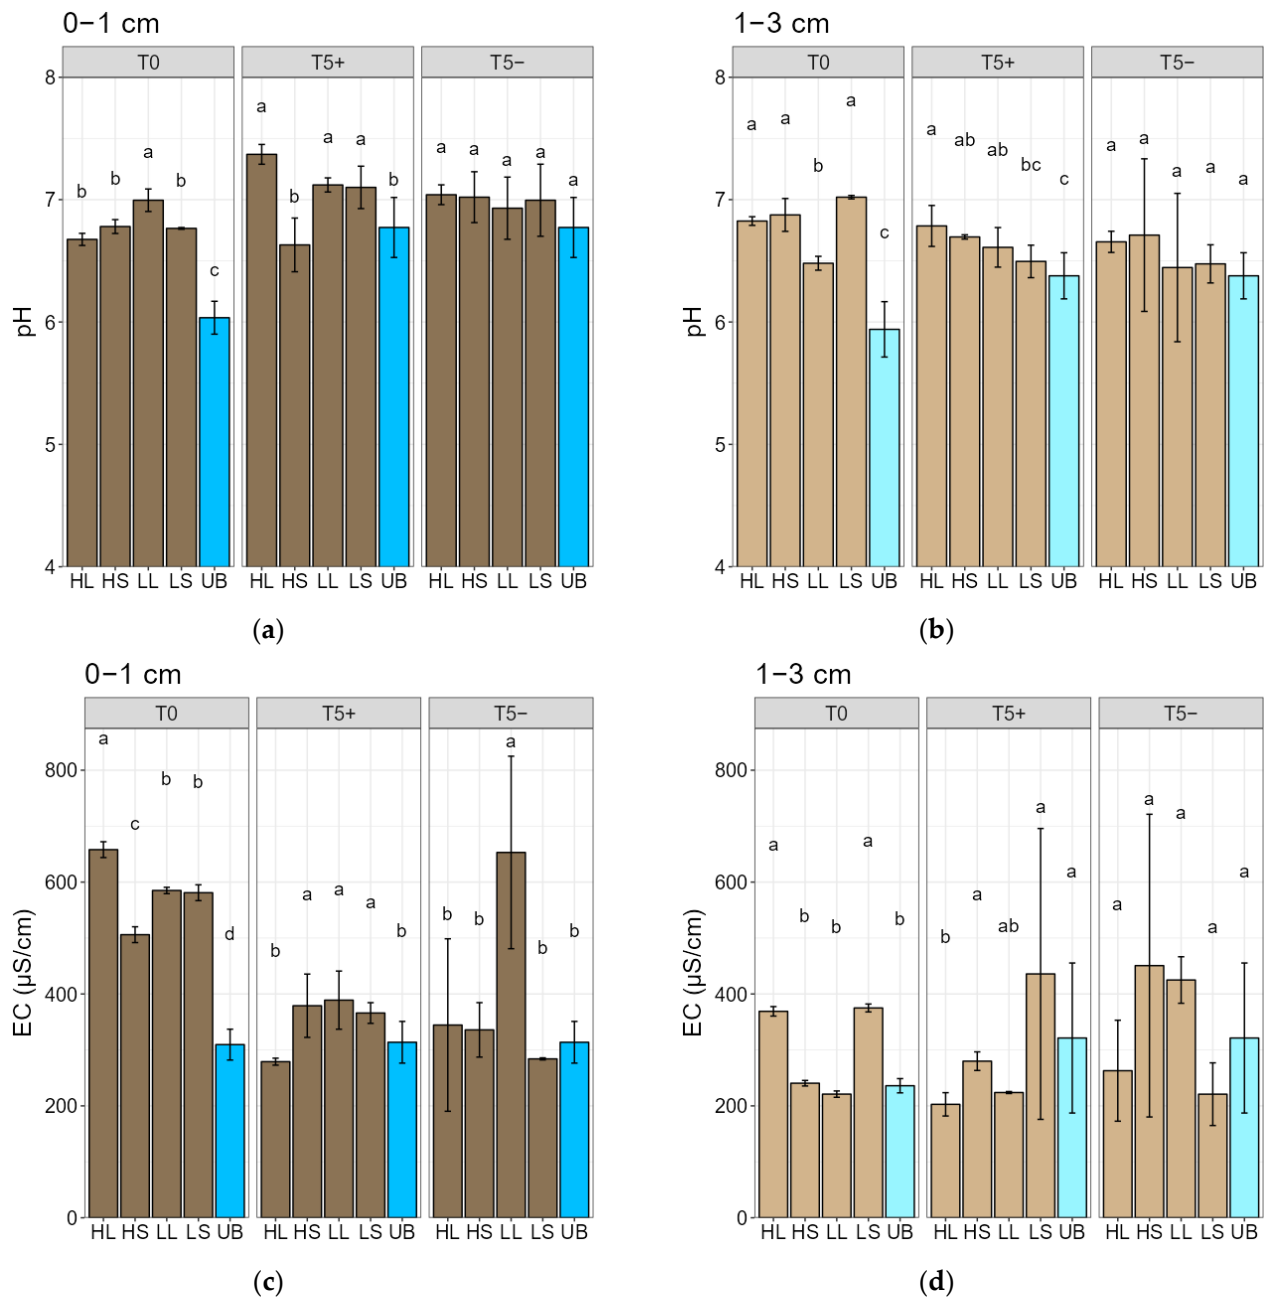 0−1 cm
T0 T5+ T5−
pH
8
7
6
5
4
b b a b c
a b a a b
a a a a a
HL HS LL LS UB HL HS LL LS UB HL HS LL LS UB
(a)
1−3 cm
T0 T5+ T5−
pH
8
7
6
5
4
a a b a c
a ab ab bc c
a a a a a
HL HS LL LS UB HL HS LL LS UB HL HS LL LS UB
(b)
0−1 cm
T0 T5+ T5−
EC (µS/cm)
800
600
400
200
0
a c b b d
b a a a b
b b a b b
HL HS LL LS UB HL HS LL LS UB HL HS LL LS UB
(c)
1−3 cm
T0 T5+ T5−
EC (µS/cm)
800
600
400
200
0
a b b a b
b a ab a a
a a a a a
HL HS LL LS UB HL HS LL LS UB HL HS LL LS UB
(d)